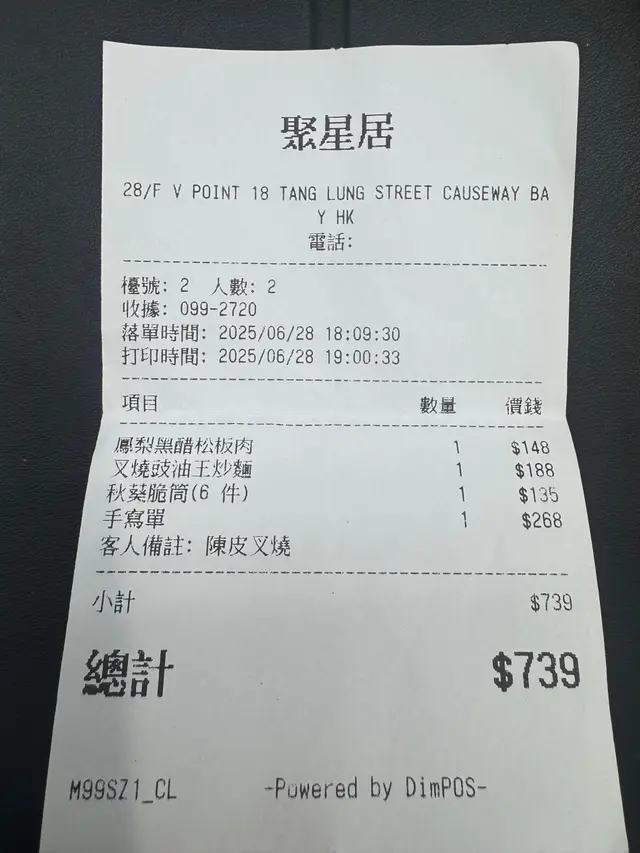 聚星居
28/F V POINT 18 TANG LUNG STREET CAUSEWAY BA
Y HK
電話:
檯號: 2 人數: 2
收據: 099-2720
落單時間: 2025/06/28 18:09:30
打印時間: 2025/06/28 19:00:33
項目 數量 價錢
鳳梨黑醋松板肉 1 $148
叉燒豉油王炒麵 1 $188
秋葵脆筒(6 件) 1 $135
手寫單 1 $268
客人備註: 陳皮叉燒
小計 $739
總計 $739
M99SZ1_CL -Powered by DimPOS-